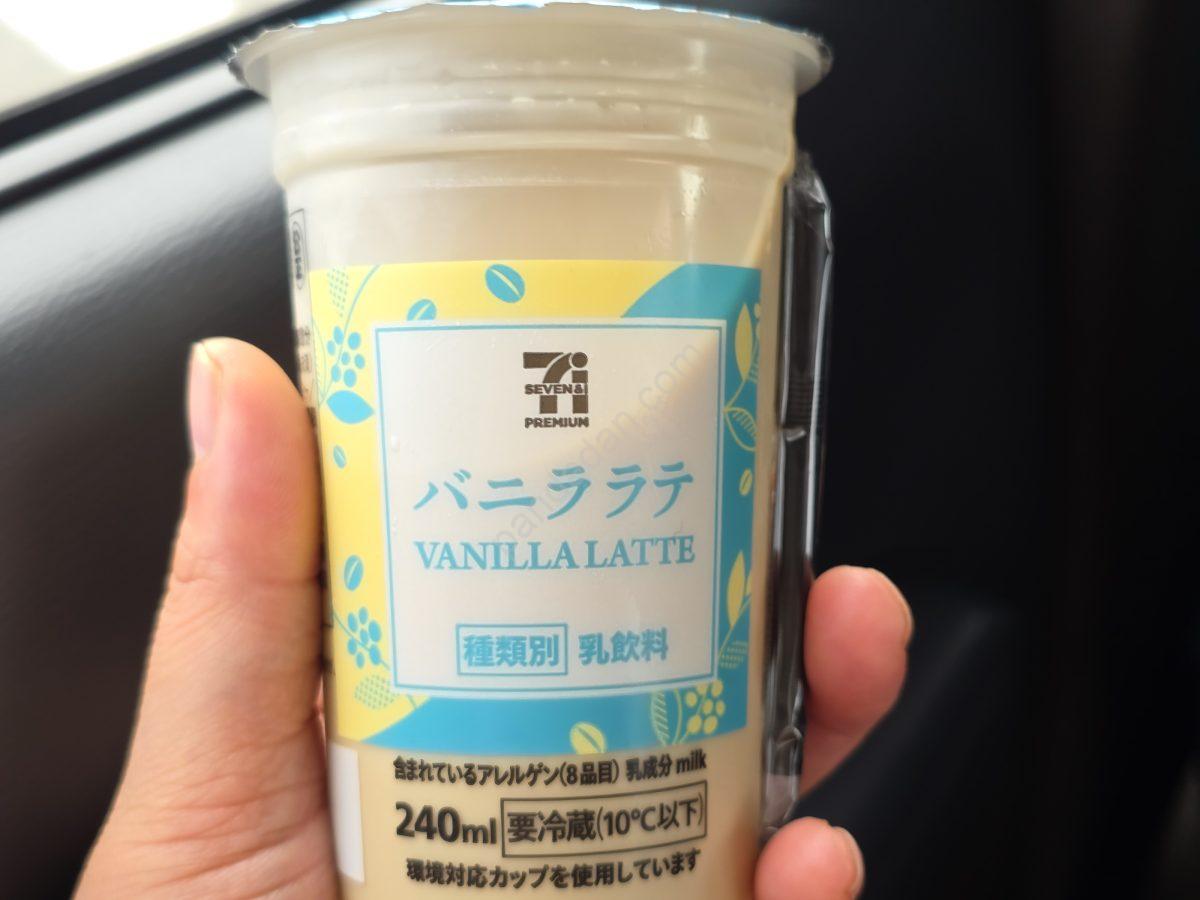 SEVEN&i
PREMIUM
バニララテ
VANILLA LATTE
種類別 乳飲料
含まれているアレルゲン(8品目) 乳成分 milk
240ml 要冷蔵(10℃以下)
環境対応カップを使用しています